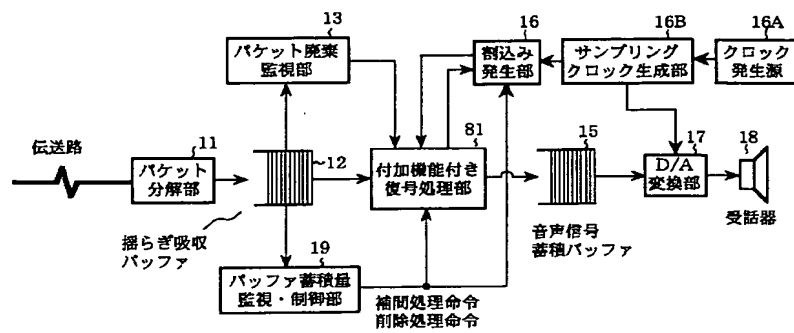 13
パケット廃棄
監視部
16
割込み
発生部
16B
サンプリング
クロック生成部
16A
クロック
発生源
伝送路
11
パケット
分解部
12
揺らぎ吸収
バッファ
81
付加機能付き
復号処理部
15
音声信号
蓄積バッファ
17
D/A
変換部
18
受話器
19
バッファ蓄積量
監視・制御部
補間処理命令
削除処理命令